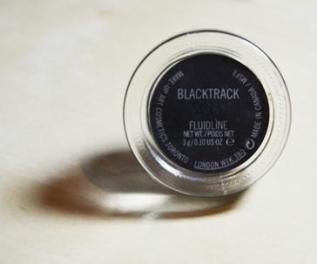 BLACKTRACK
FLUIDLINE
NET WT./POIDS NET
3 g/0.10 US OZ ℮
MAKE-UP ART COSMETICS TORONTO LONDON W1K
MADE IN CANADA /